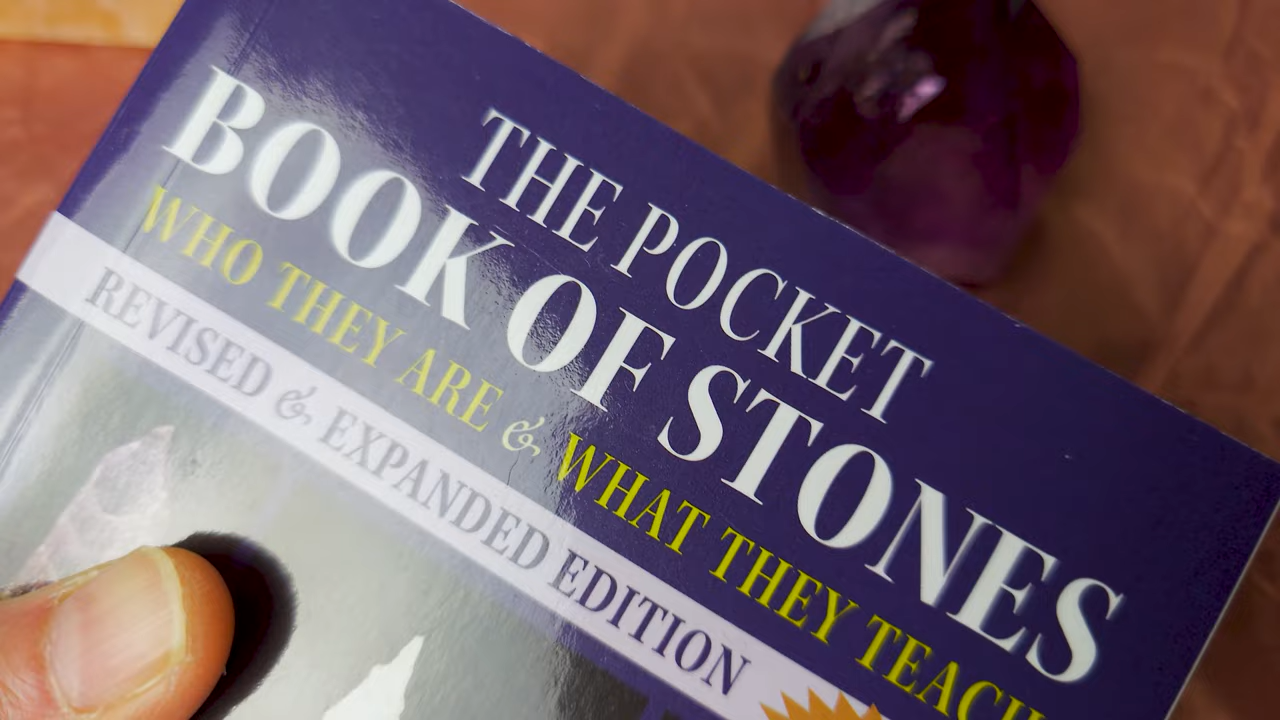 THE POCKET
BOOK OF STONES
WHO THEY ARE & WHAT THEY TEACH
REVISED & EXPANDED EDITION